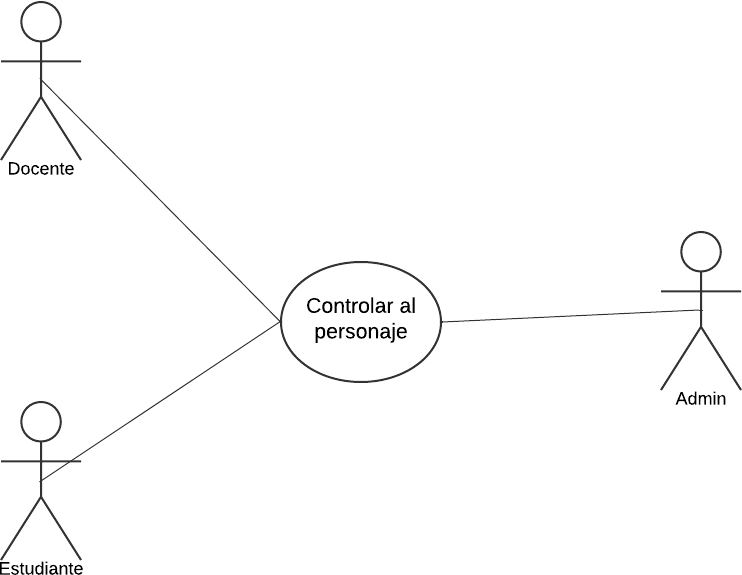 Docente
Controlar al
personaje
Admin
Estudiante